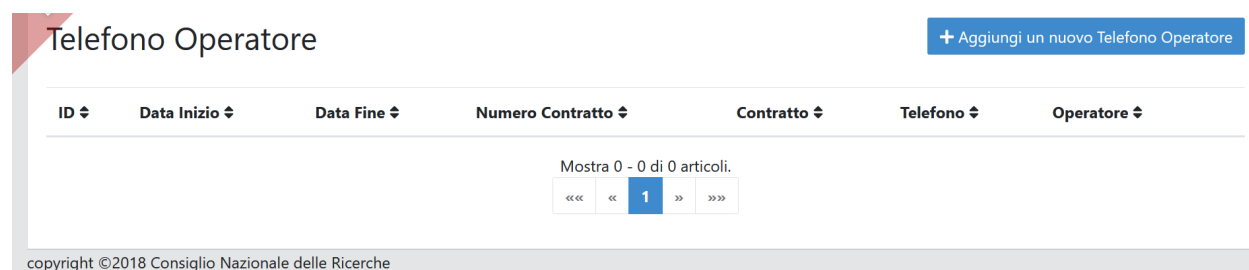 Telefono Operatore
+ Aggiungi un nuovo Telefono Operatore
ID Data Inizio Data Fine Numero Contratto Contratto Telefono Operatore
Mostra 0 - 0 di 0 articoli.
«« « 1 » »»
copyright ©2018 Consiglio Nazionale delle Ricerche